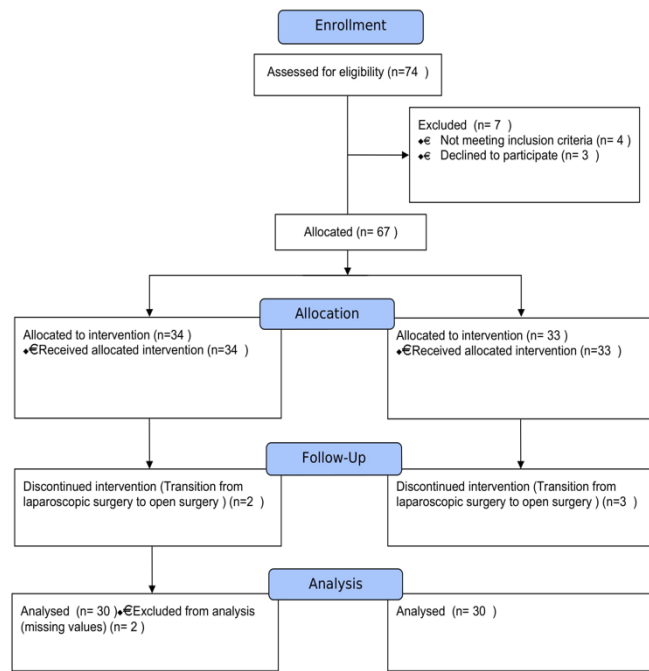 Enrollment
Assessed for eligibility (n=74 )
Excluded (n= 7 )
◆€ Not meeting inclusion criteria (n= 4 )
◆€ Declined to participate (n= 3 )
Allocated (n= 67 )
Allocation
Allocated to intervention (n=34 )
◆€Received allocated intervention (n=34 )
Allocated to intervention (n= 33 )
◆€Received allocated intervention (n=33 )
Follow-Up
Discontinued intervention (Transition from
laparoscopic surgery to open surgery ) (n=2 )
Discontinued intervention (Transition from
laparoscopic surgery to open surgery ) (n=3 )
Analysis
Analysed (n= 30 )◆€Excluded from analysis
(missing values) (n= 2 )
Analysed (n= 30 )